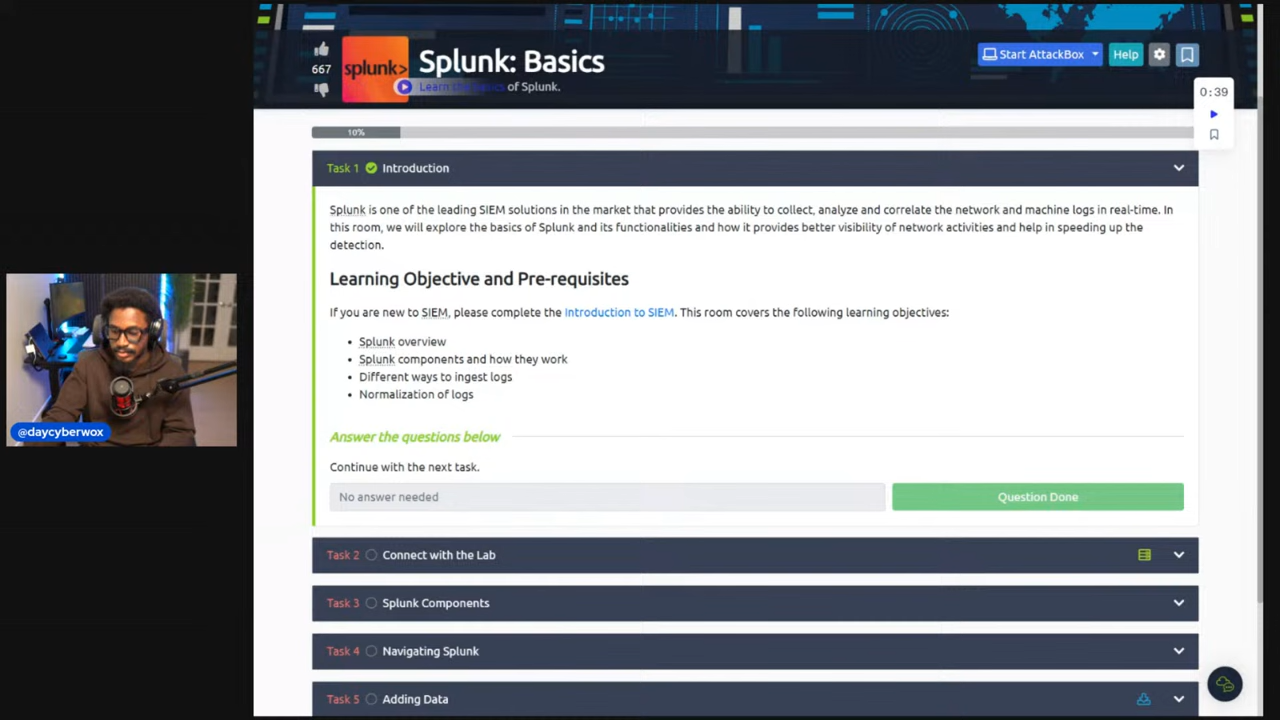 667
splunk>
Splunk: Basics
Learn the basics of Splunk.
Start AttackBox
Help
0:39
10%
Task 1 Introduction
Splunk is one of the leading SIEM solutions in the market that provides the ability to collect, analyze and correlate the network and machine logs in real-time. In
this room, we will explore the basics of Splunk and its functionalities and how it provides better visibility of network activities and help in speeding up the
detection.
Learning Objective and Pre-requisites
If you are new to SIEM, please complete the Introduction to SIEM. This room covers the following learning objectives:
• Splunk overview
• Splunk components and how they work
• Different ways to ingest logs
• Normalization of logs
Answer the questions below
Continue with the next task.
No answer needed
Question Done
@daycyberwox
Task 2 Connect with the Lab
Task 3 Splunk Components
Task 4 Navigating Splunk
Task 5 Adding Data